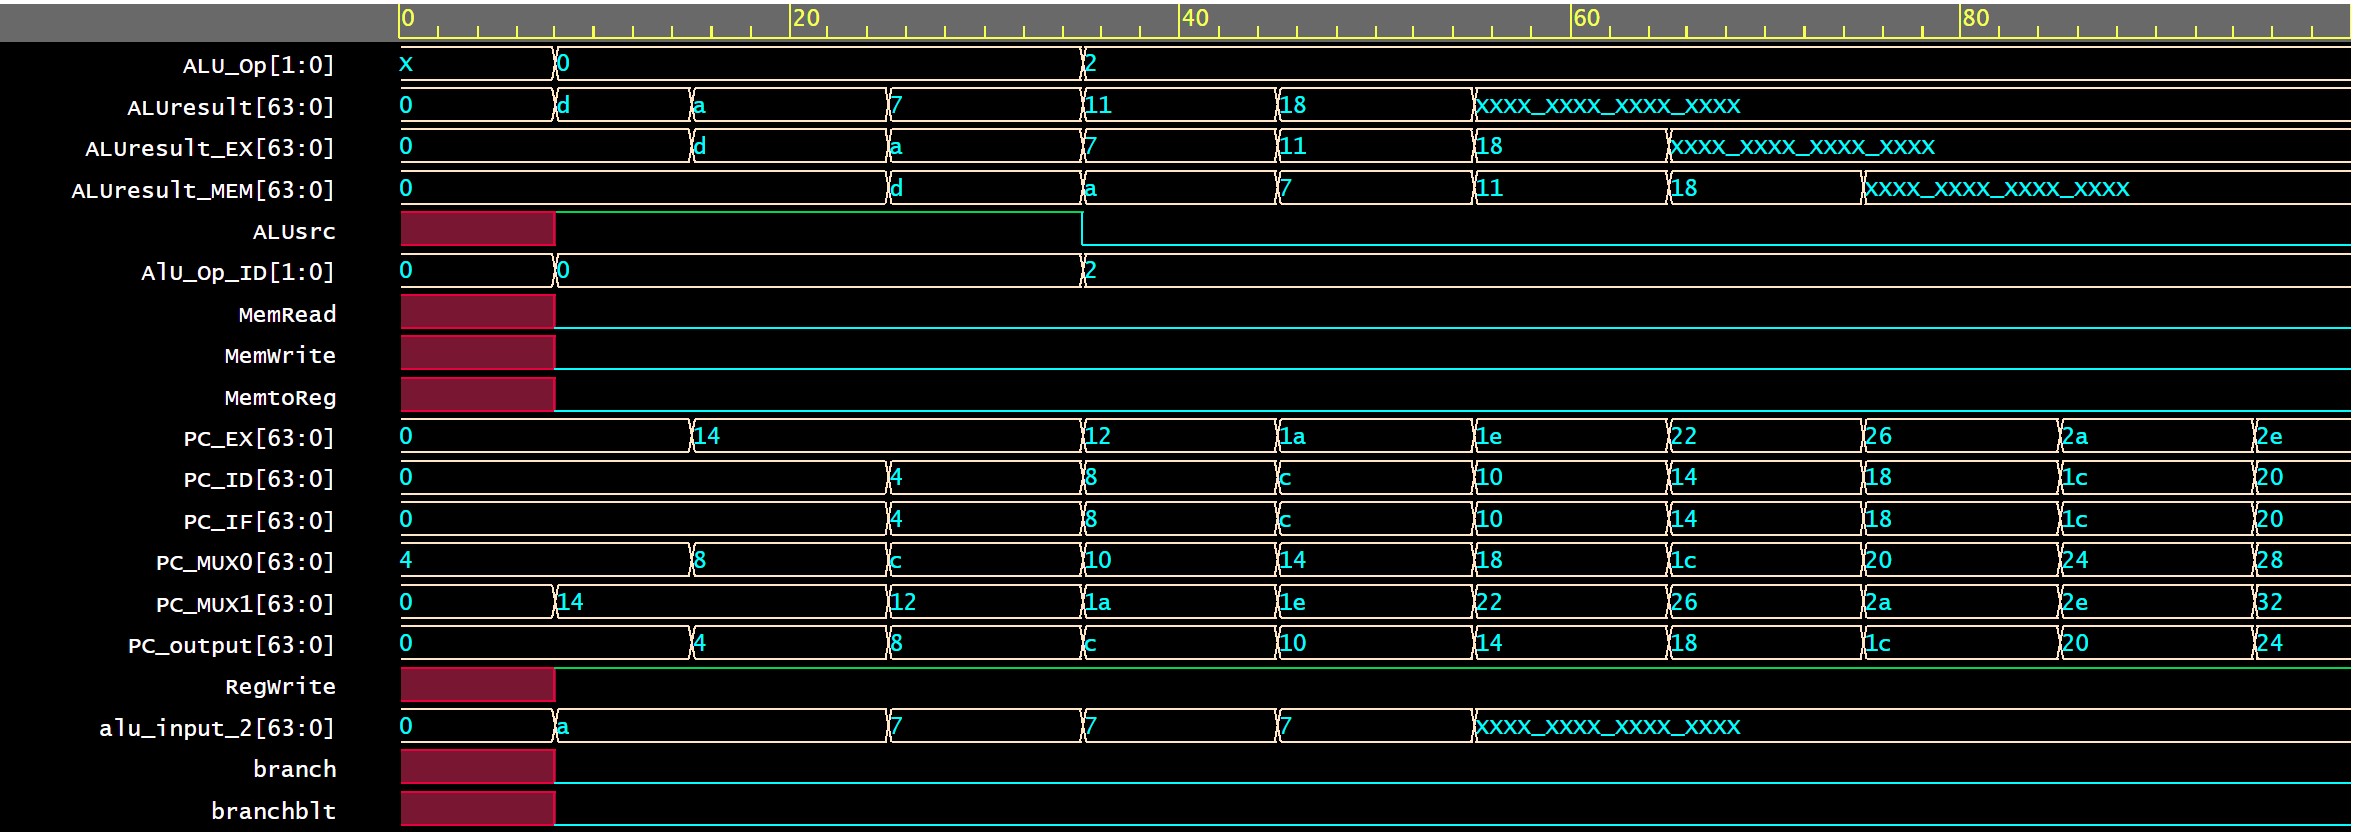 0 20 40 60 80
ALU_Op[1:0] x 0 2
ALUresult[63:0] 0 d a 7 11 18 xxxx_xxxx_xxxx_xxxx
ALUresult_EX[63:0] 0 d a 7 11 18 xxxx_xxxx_xxxx_xxxx
ALUresult_MEM[63:0] 0 d a 7 11 18 xxxx_xxxx_xxxx_xxxx
ALUsrc
AlU_Op_ID[1:0] 0 0 2
MemRead
MemWrite
MemtoReg
PC_EX[63:0] 0 14 12 1a 1e 22 26 2a 2e
PC_ID[63:0] 0 4 8 c 10 14 18 1c 20
PC_IF[63:0] 0 4 8 c 10 14 18 1c 20
PC_MUX0[63:0] 4 8 c 10 14 18 1c 20 24 28
PC_MUX1[63:0] 0 14 12 1a 1e 22 26 2a 2e 32
PC_output[63:0] 0 4 8 c 10 14 18 1c 20 24
RegWrite
alu_input_2[63:0] 0 a 7 7 7 xxxx_xxxx_xxxx_xxxx
branch
branchblt